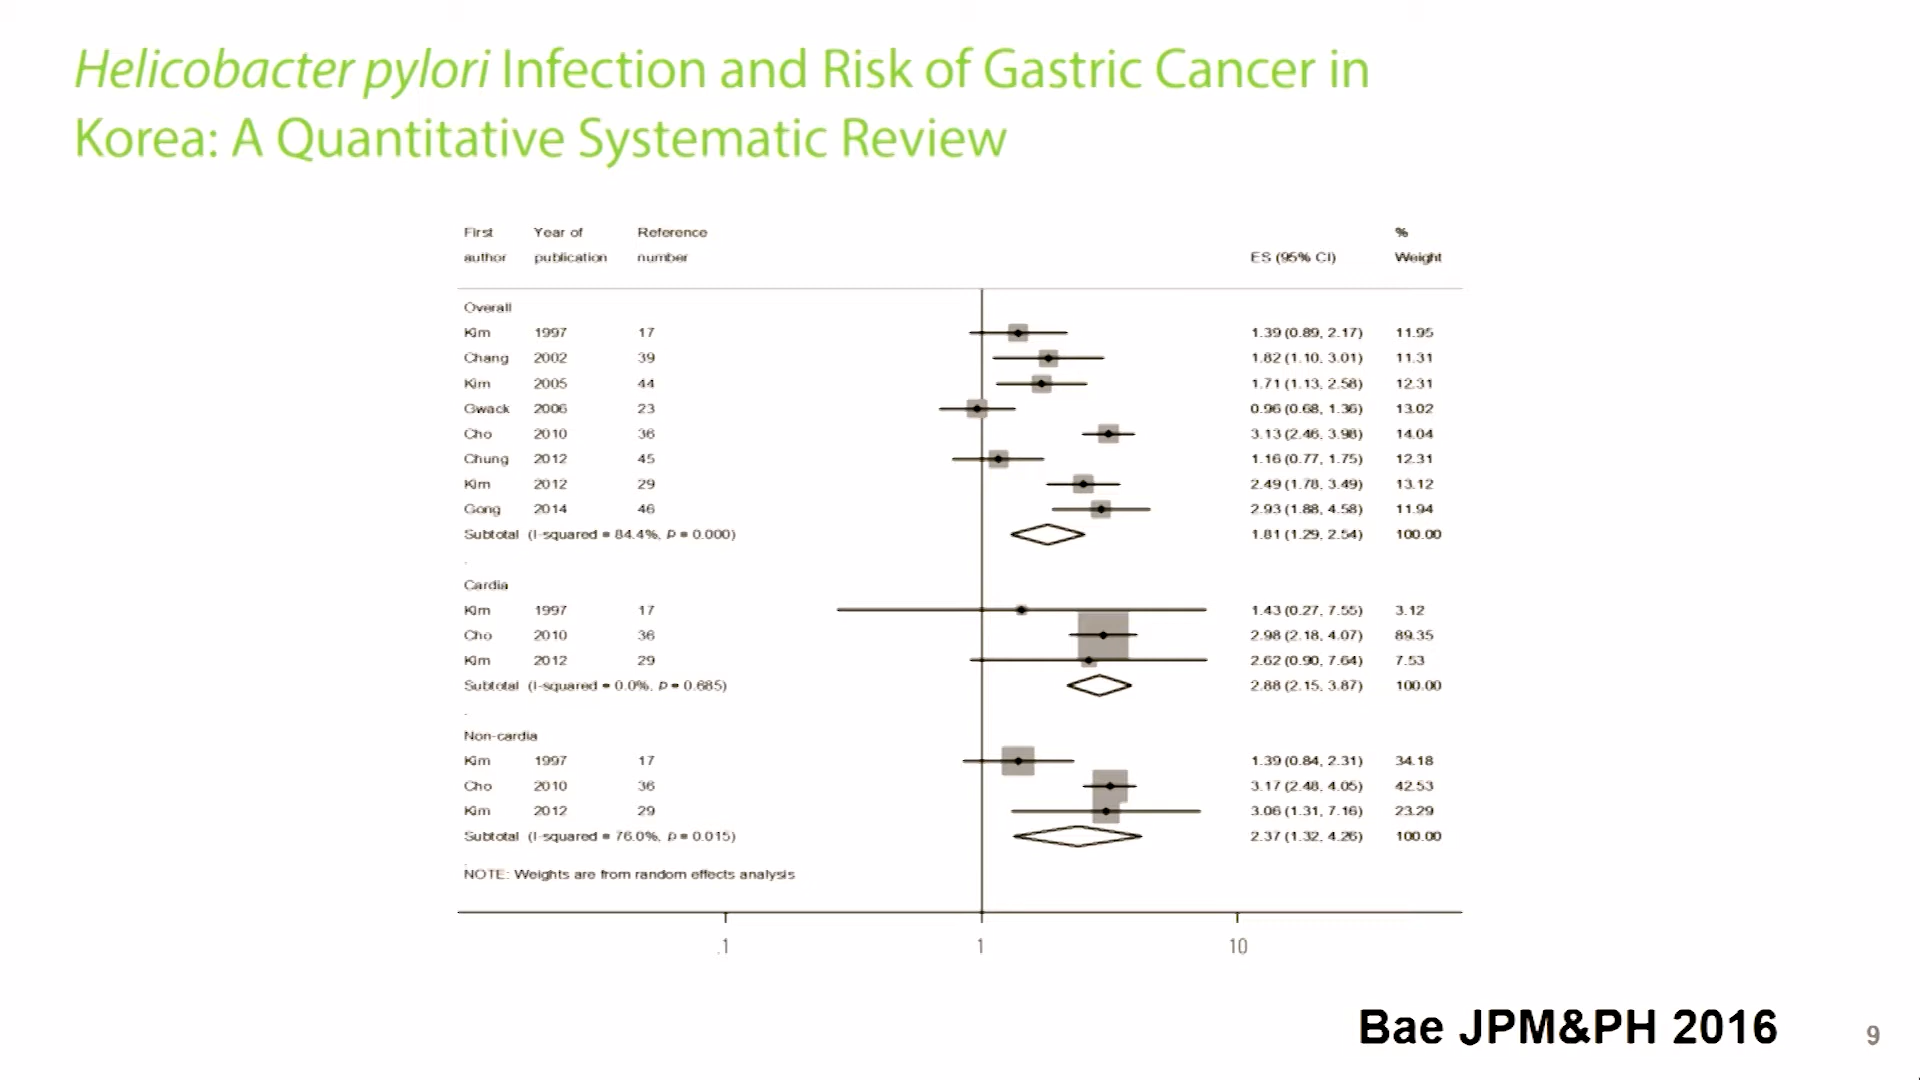 Helicobacter pylori Infection and Risk of Gastric Cancer in
Korea: A Quantitative Systematic Review
First Year of Reference %
author publication number ES (95% CI) Weight
Overall
Kim 1997 17 1.39 (0.89, 2.17) 11.95
Chang 2002 39 1.82 (1.10, 3.01) 11.31
Kim 2005 44 1.71 (1.13, 2.58) 12.31
Gwack 2006 23 0.96 (0.68, 1.36) 13.02
Cho 2010 36 3.13 (2.46, 3.98) 14.04
Chung 2012 45 1.16 (0.77, 1.75) 12.31
Kim 2012 29 2.49 (1.78, 3.49) 13.12
Gong 2014 46 2.93 (1.88, 4.58) 11.94
Subtotal (I-squared = 84.4%, p = 0.000) 1.81 (1.29, 2.54) 100.00
.
Cardia
Kim 1997 17 1.43 (0.27, 7.55) 3.12
Cho 2010 36 2.98 (2.18, 4.07) 89.35
Kim 2012 29 2.62 (0.90, 7.64) 7.53
Subtotal (I-squared = 0.0%, p = 0.685) 2.88 (2.15, 3.87) 100.00
.
Non-cardia
Kim 1997 17 1.39 (0.84, 2.31) 34.18
Cho 2010 36 3.17 (2.48, 4.05) 42.53
Kim 2012 29 3.06 (1.31, 7.16) 23.29
Subtotal (I-squared = 76.0%, p = 0.015) 2.37 (1.32, 4.26) 100.00
.
NOTE: Weights are from random effects analysis
.1 1 10
Bae JPM&PH 2016
9